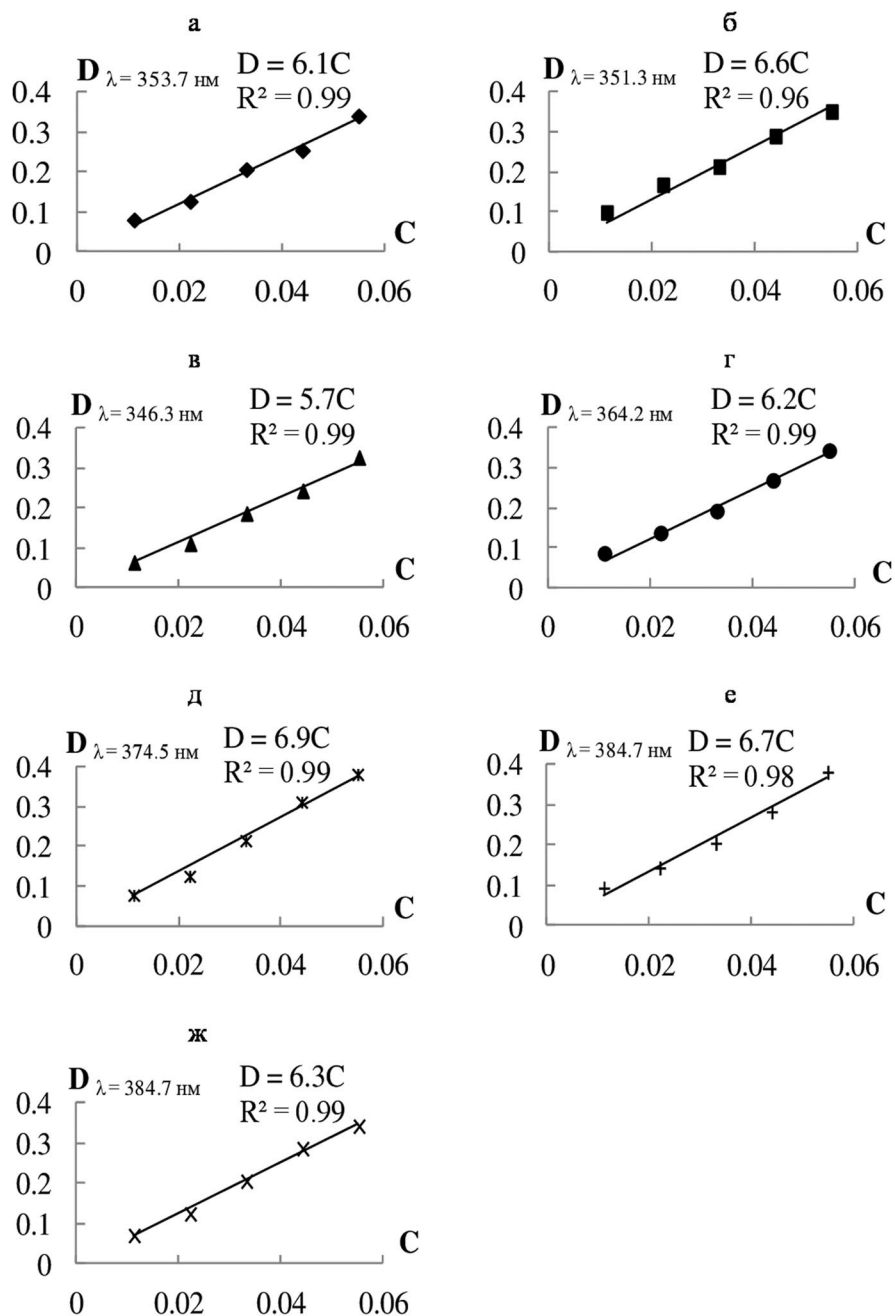 а
D λ = 353.7 нм D = 6.1C
R² = 0.99
0.4
0.3
0.2
0.1
0
C
0 0.02 0.04 0.06
б
D λ = 351.3 нм D = 6.6C
R² = 0.96
0.4
0.3
0.2
0.1
0
C
0 0.02 0.04 0.06
в
D λ = 346.3 нм D = 5.7C
R² = 0.99
0.4
0.3
0.2
0.1
0
C
0 0.02 0.04 0.06
г
D λ = 364.2 нм D = 6.2C
R² = 0.99
0.4
0.3
0.2
0.1
0
C
0 0.02 0.04 0.06
д
D λ = 374.5 нм D = 6.9C
R² = 0.99
0.4
0.3
0.2
0.1
0
C
0 0.02 0.04 0.06
е
D λ = 384.7 нм D = 6.7C
R² = 0.98
0.4
0.3
0.2
0.1
0
C
0 0.02 0.04 0.06
ж
D λ = 384.7 нм D = 6.3C
R² = 0.99
0.4
0.3
0.2
0.1
0
C
0 0.02 0.04 0.06